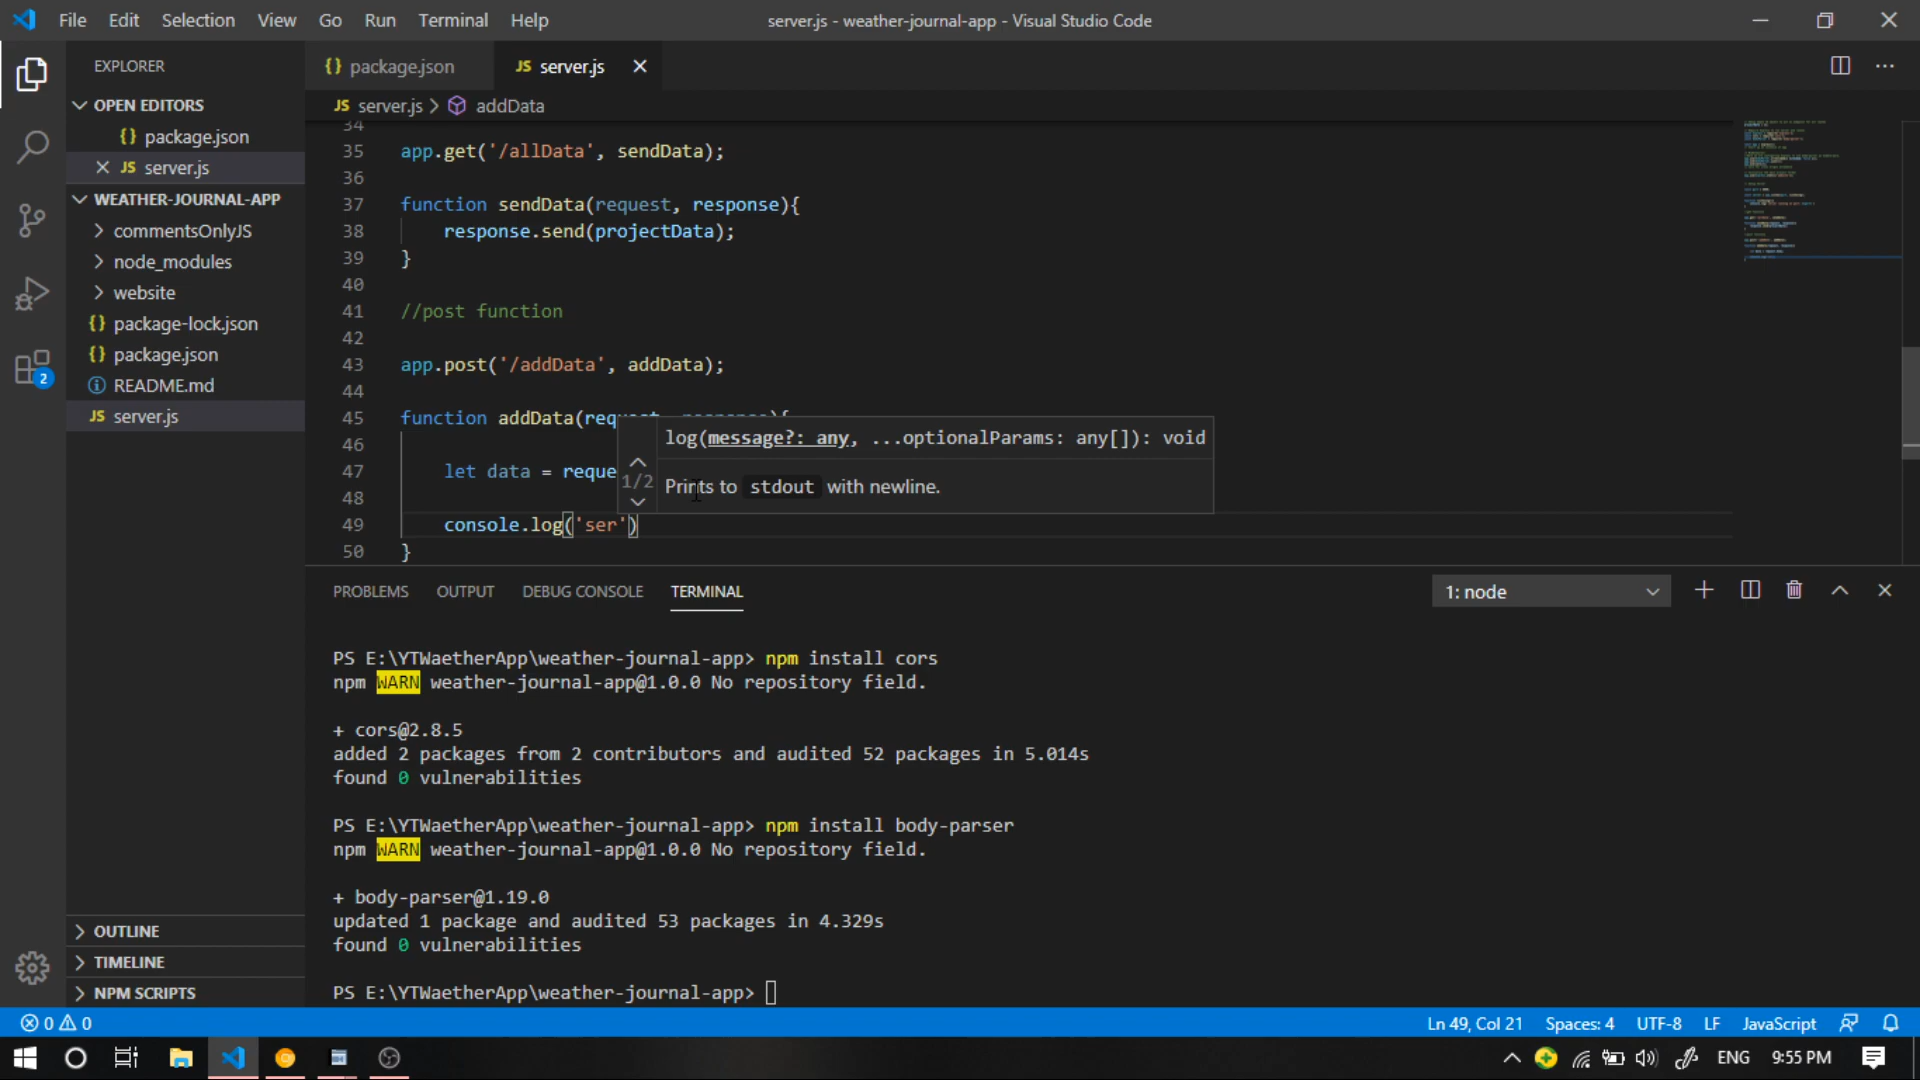 File Edit Selection View Go Run Terminal Help
server.js - weather-journal-app - Visual Studio Code
EXPLORER
OPEN EDITORS
{} package.json
JS server.js
WEATHER-JOURNAL-APP
commentsOnlyJS
node_modules
website
{} package-lock.json
{} package.json
README.md
JS server.js
2
OUTLINE
TIMELINE
NPM SCRIPTS
{} package.json
JS server.js
JS server.js > addData
34
35 app.get('/allData', sendData);
36
37 function sendData(request, response){
38 response.send(projectData);
39 }
40
41 //post function
42
43 app.post('/addData', addData);
44
45 function addData(req
46
47 let data = reque
48
49 console.log('ser')
50 }
log(message?: any, ...optionalParams: any[]): void
1/2
Prints to stdout with newline.
PROBLEMS OUTPUT DEBUG CONSOLE TERMINAL
1: node
PS E:\YTWaetherApp\weather-journal-app> npm install cors
npm WARN weather-journal-app@1.0.0 No repository field.
+ cors@2.8.5
added 2 packages from 2 contributors and audited 52 packages in 5.014s
found 0 vulnerabilities
PS E:\YTWaetherApp\weather-journal-app> npm install body-parser
npm WARN weather-journal-app@1.0.0 No repository field.
+ body-parser@1.19.0
updated 1 package and audited 53 packages in 4.329s
found 0 vulnerabilities
PS E:\YTWaetherApp\weather-journal-app>
0 0
Ln 49, Col 21 Spaces: 4 UTF-8 LF JavaScript
ENG 9:55 PM